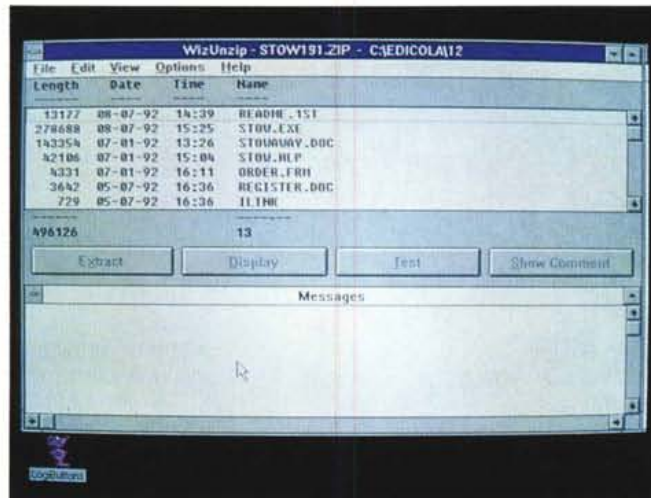 WizUnzip - STOW191.ZIP - C:\EDICOLA\12
File Edit View Options Help
Length Date Time Name
13177 08-07-92 14:39 README.1ST
278688 08-07-92 15:25 STOW.EXE
143354 07-01-92 13:26 STOWAWAY.DOC
42106 07-01-92 15:04 STOW.HLP
4331 07-01-92 16:11 ORDER.FRM
3642 05-07-92 16:36 REGISTER.DOC
729 05-07-92 16:36 ILINK
496126 13
Extract Display Test Show Comment
Messages
LogiButtons